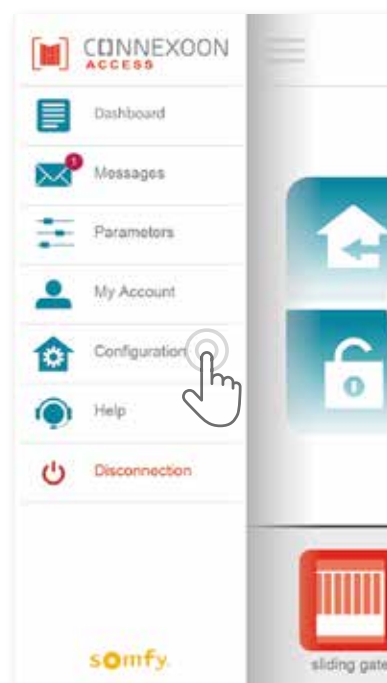 CONNEXOON
ACCESS
Dashboard
1
Messages
Parameters
My Account
Configuration
Help
Disconnection
somfy.
sliding gate